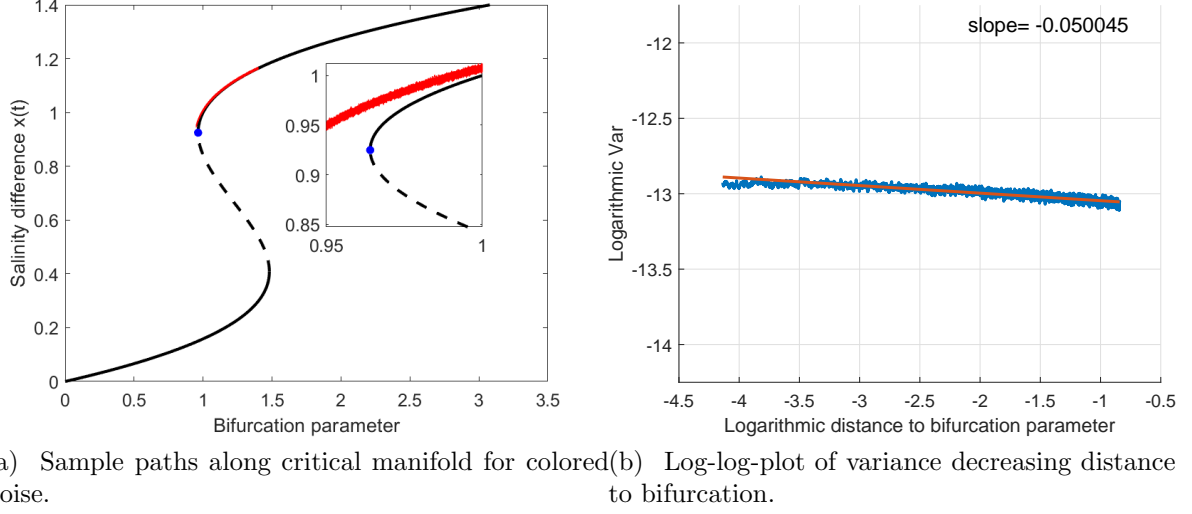 1.4
1.2
1
0.8
0.6
0.4
0.2
0
Salinity difference x(t)
0 0.5 1 1.5 2 2.5 3 3.5
Bifurcation parameter
1
0.95
0.9
0.85
0.95 1
slope= -0.050045
-12
-12.5
-13
-13.5
-14
Logarithmic Var
-4.5 -4 -3.5 -3 -2.5 -2 -1.5 -1 -0.5
Logarithmic distance to bifurcation parameter
a) Sample paths along critical manifold for colored
oise.
(b) Log-log-plot of variance decreasing distance
to bifurcation.